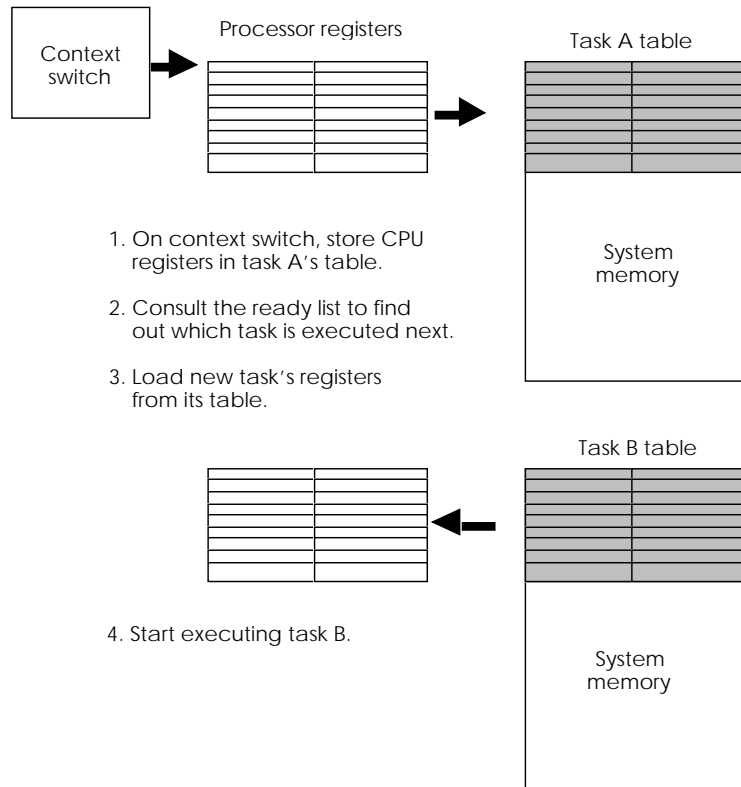 Context
switch
Processor registers
Task A table
1. On context switch, store CPU
registers in task A's table.
2. Consult the ready list to find
out which task is executed next.
3. Load new task's registers
from its table.
System
memory
Task B table
4. Start executing task B.
System
memory